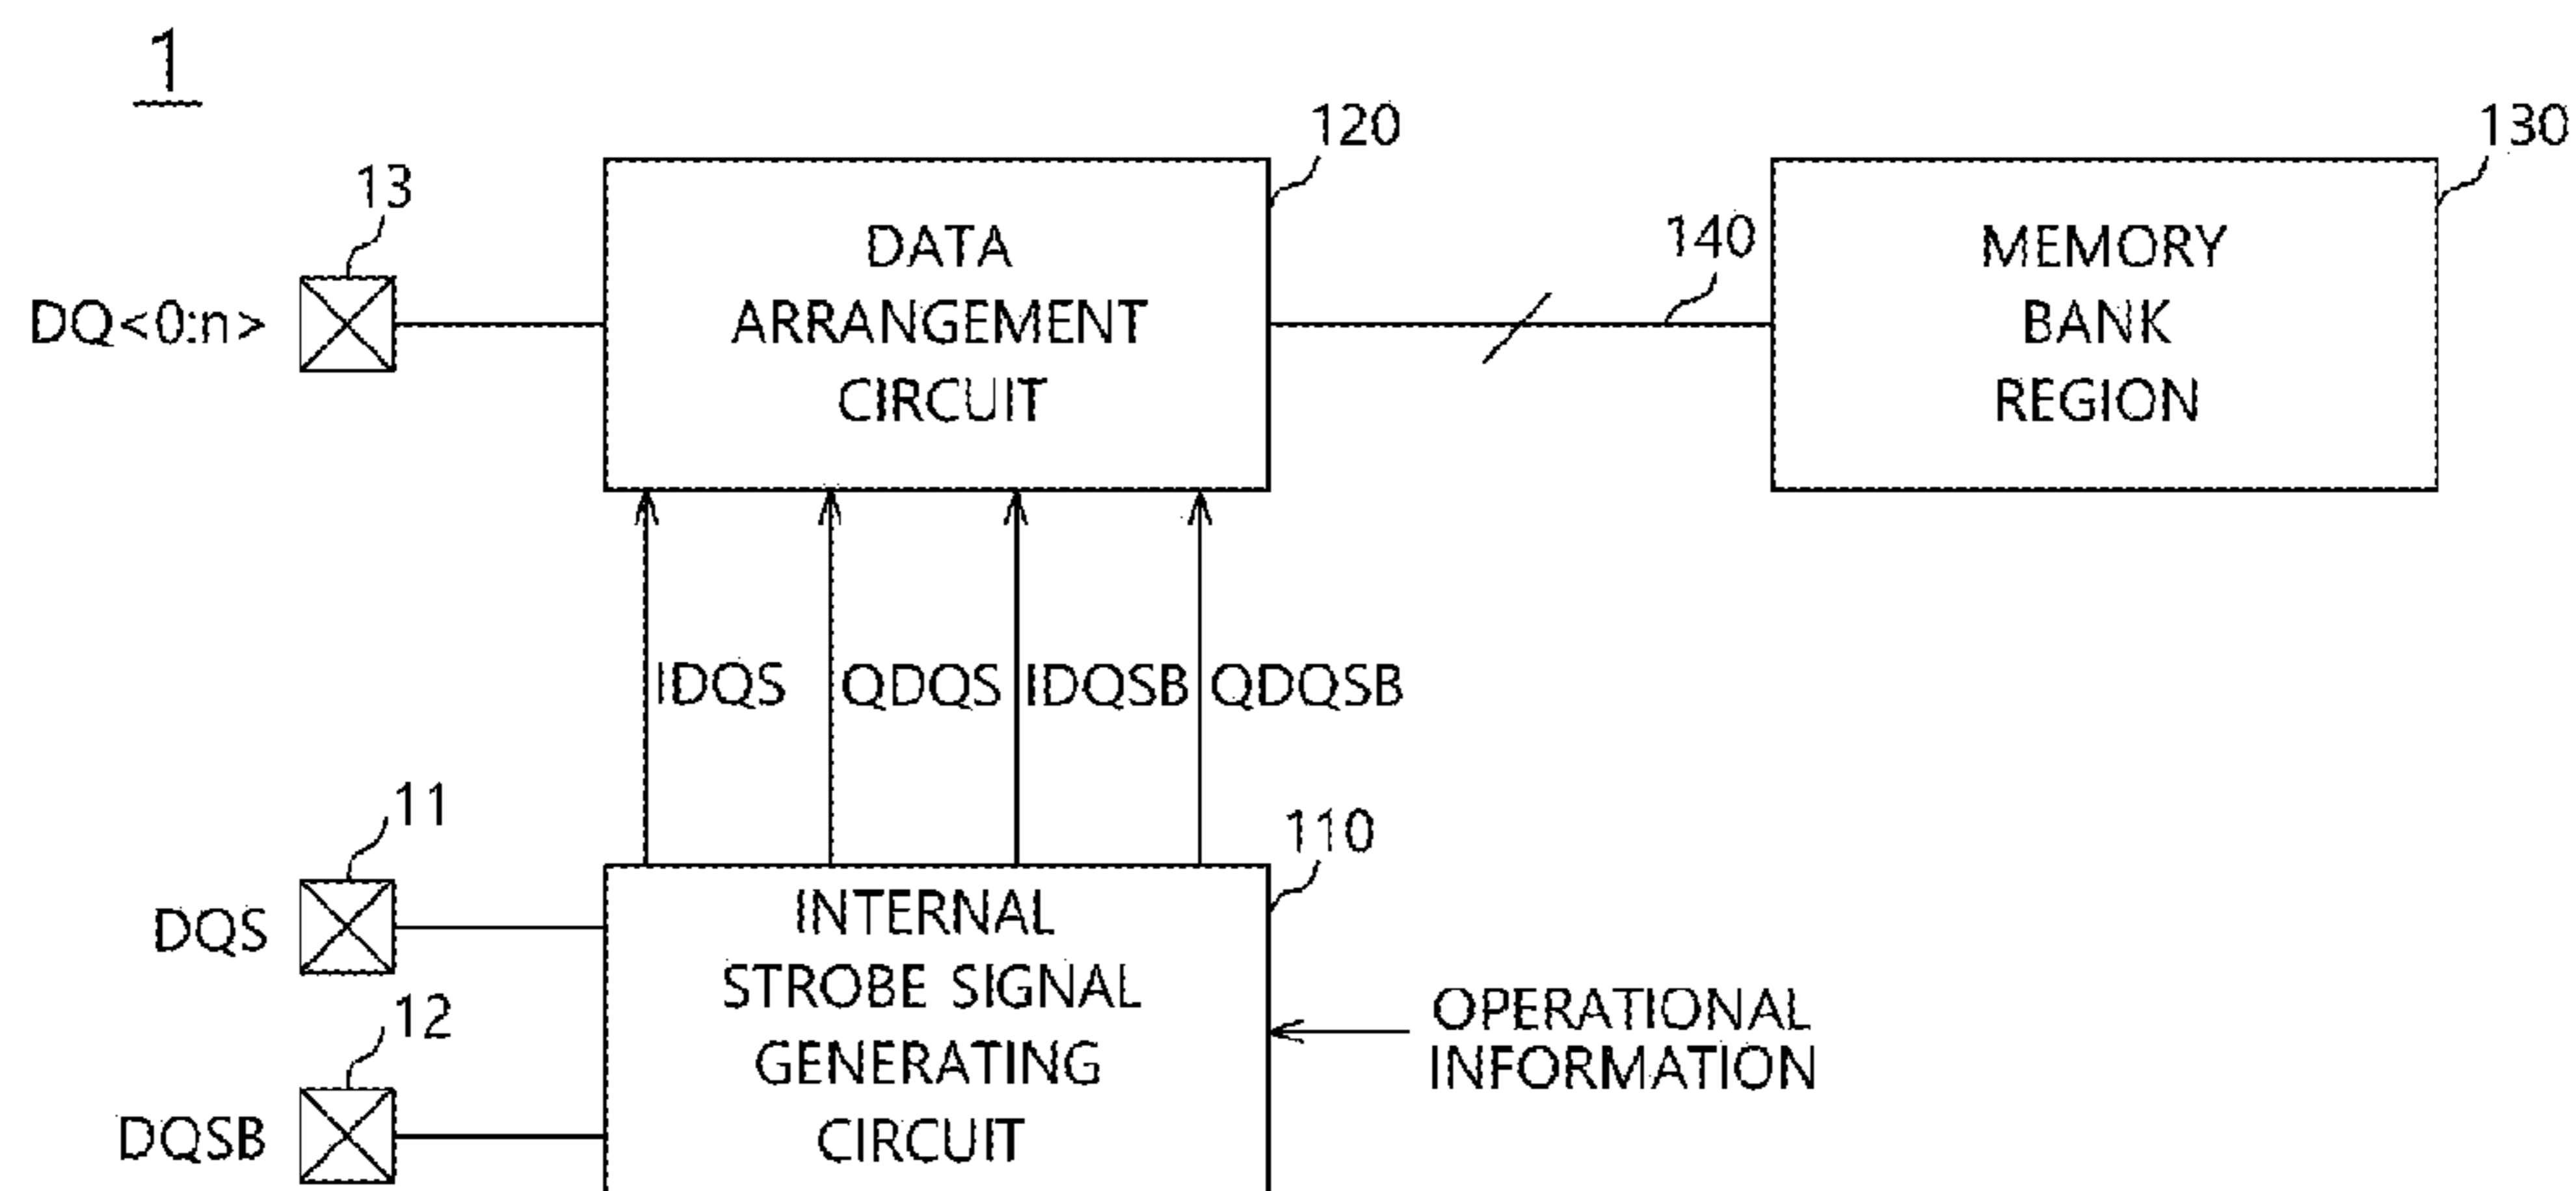 1
120
130
13
DATA
ARRANGEMENT
CIRCUIT
140
MEMORY
BANK
REGION
DQ<0:n>
IDQS
QDQS
IDQSB
QDQSB
11
110
DQS
INTERNAL
STROBE SIGNAL
GENERATING
CIRCUIT
12
OPERATIONAL
INFORMATION
DQSB